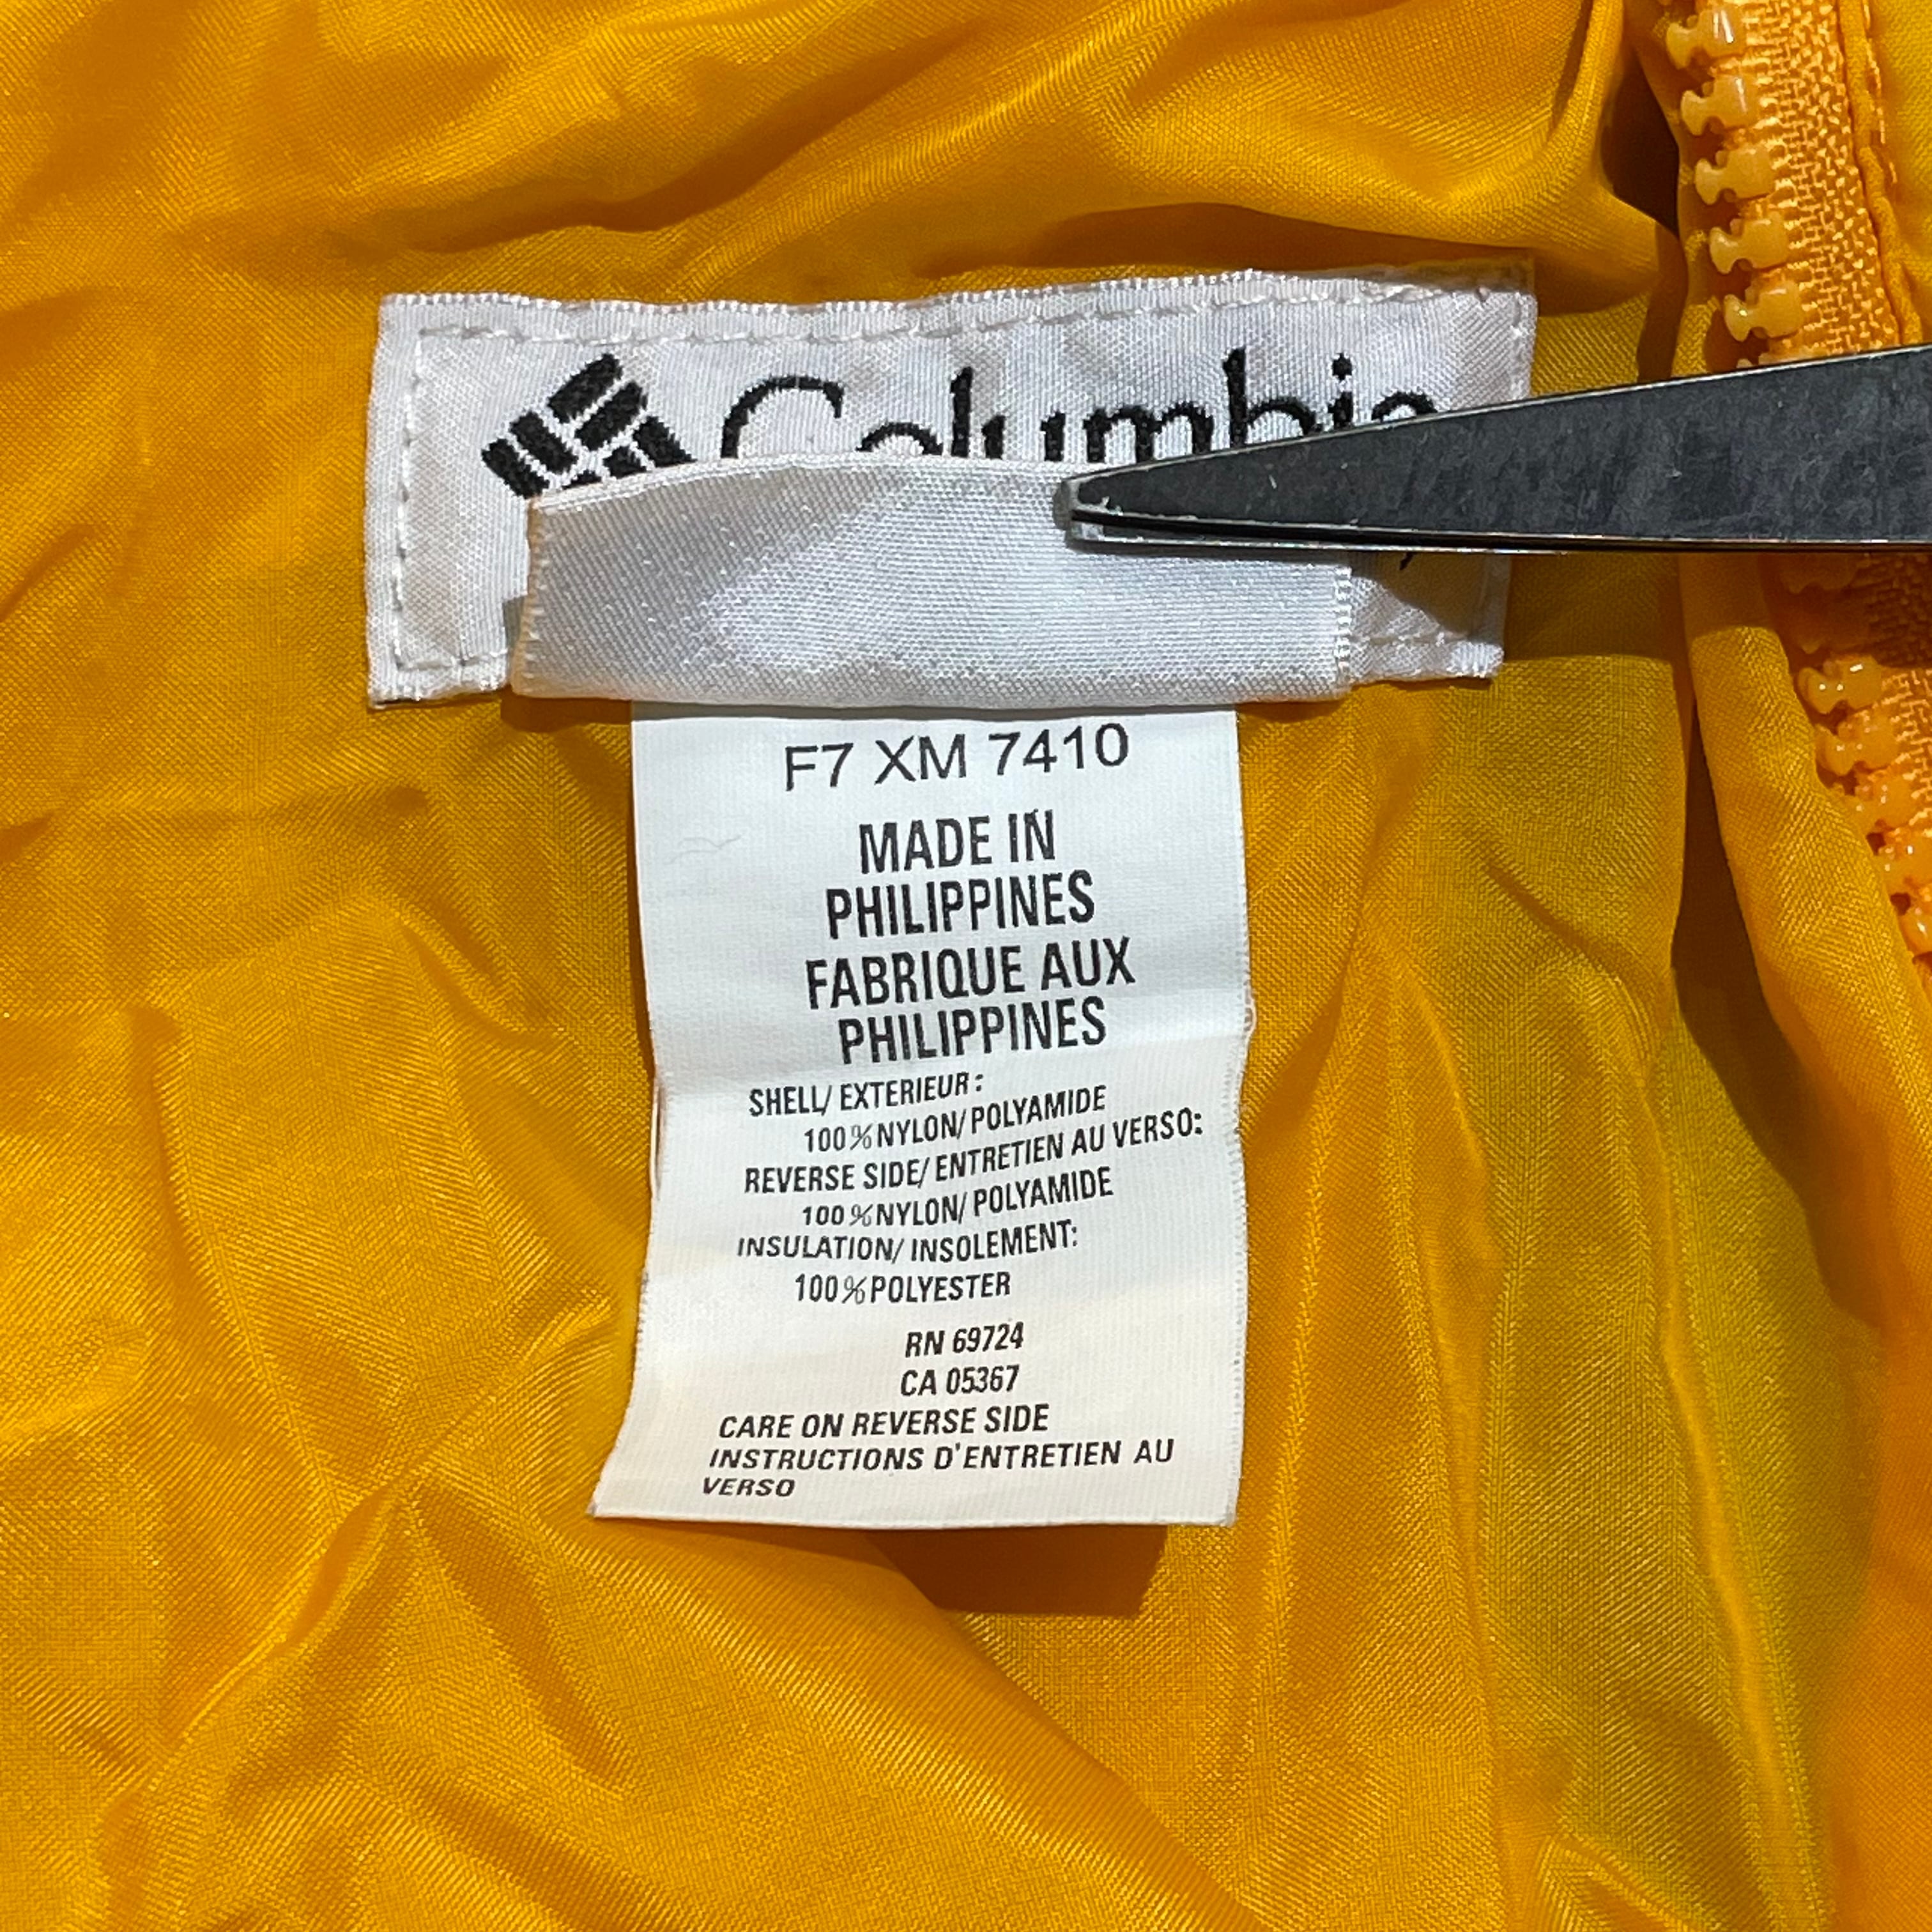 Columbia
F7 XM 7410
MADE IN
PHILIPPINES
FABRIQUE AUX
PHILIPPINES
SHELL/ EXTERIEUR :
100% NYLON/ POLYAMIDE
REVERSE SIDE/ ENTRETIEN AU VERSO:
100% NYLON/ POLYAMIDE
INSULATION/ INSOLEMENT:
100% POLYESTER
RN 69724
CA 05367
CARE ON REVERSE SIDE
INSTRUCTIONS D'ENTRETIEN AU
VERSO